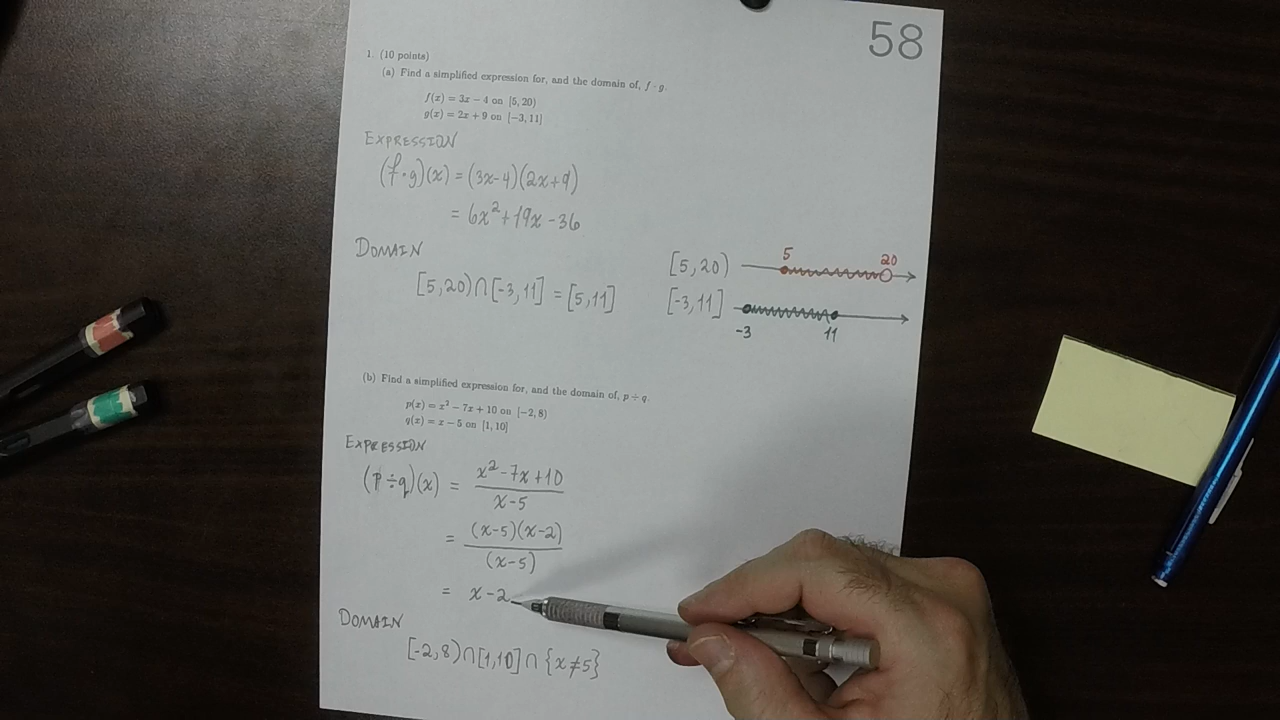 58
1. (10 points)
(a) Find a simplified expression for, and the domain of, f · g.
f(x) = 3x − 4 on [5, 20)
g(x) = 2x + 9 on [−3, 11]
EXPRESSION
(f·g)(x) = (3x-4)(2x+9)
= 6x²+19x-36
DOMAIN
[5,20)∩[-3,11] = [5,11]
[5,20) 5 20
[-3,11] -3 11
(b) Find a simplified expression for, and the domain of, p ÷ q.
p(x) = x² − 7x + 10 on [−2, 8)
q(x) = x − 5 on [1, 10]
EXPRESSION
(p÷q)(x) = x²-7x+10
x-5
= (x-5)(x-2)
(x-5)
= x-2
DOMAIN
[-2,8)∩[1,10]∩{x≠5}